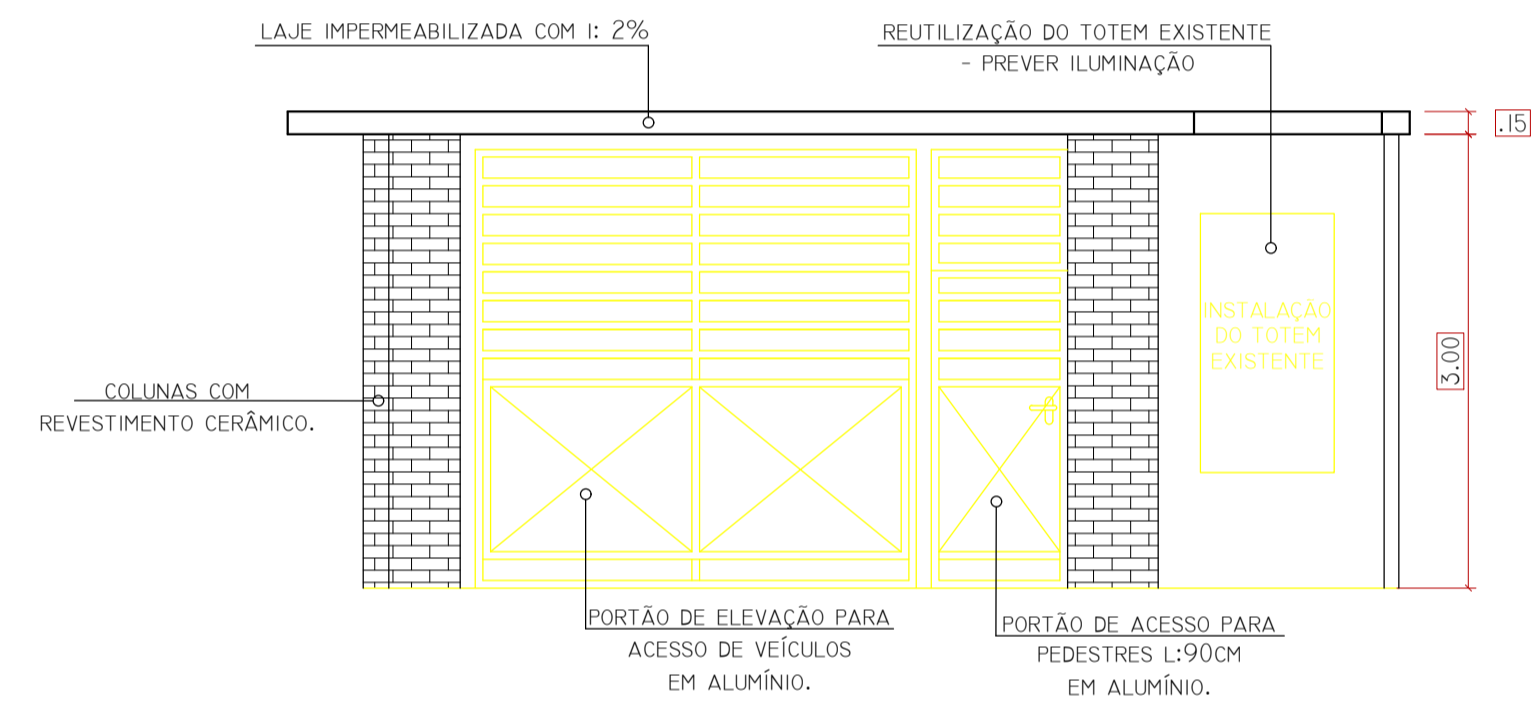 LAJE IMPERMEABILIZADA COM I: 2%
REUTILIZAÇÃO DO TOTEM EXISTENTE
- PREVER ILUMINAÇÃO
.15
INSTALAÇÃO
DO TOTEM
EXISTENTE
3.00
COLUNAS COM
REVESTIMENTO CERÂMICO.
PORTÃO DE ELEVAÇÃO PARA
ACESSO DE VEÍCULOS
EM ALUMÍNIO.
PORTÃO DE ACESSO PARA
PEDESTRES L:90CM
EM ALUMÍNIO.